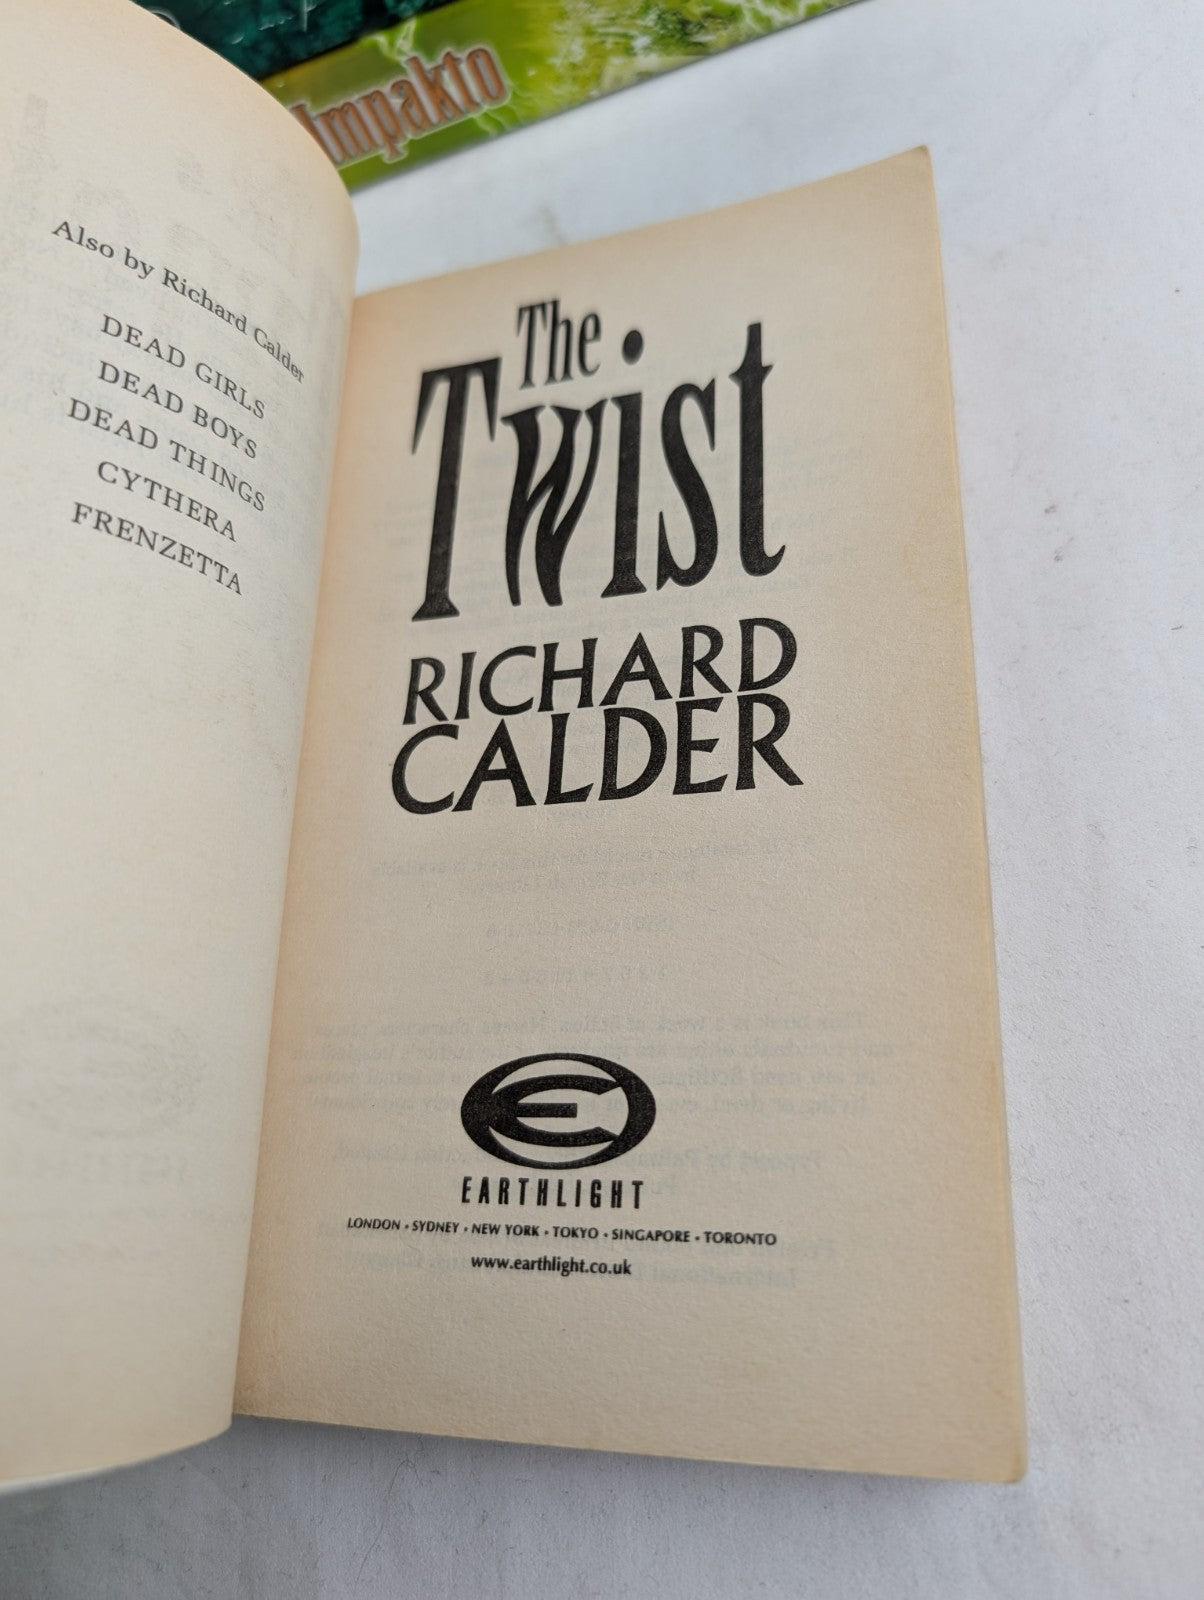 Impakto
Also by Richard Calder
DEAD GIRLS
DEAD BOYS
DEAD THINGS
CYTHERA
FRENZETTA
The
Twist
RICHARD
CALDER
EARTHLIGHT
LONDON • SYDNEY • NEW YORK • TOKYO • SINGAPORE • TORONTO
www.earthlight.co.uk